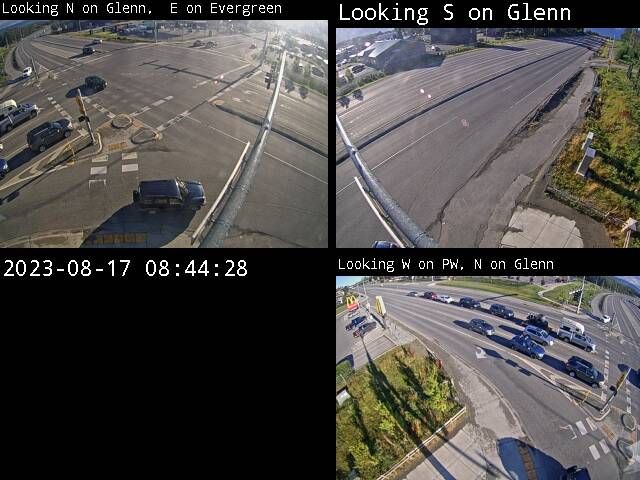 Looking N on Glenn,  E on Evergreen
Looking S on Glenn
2023-08-17 08:44:28
Looking W on PW, N on Glenn